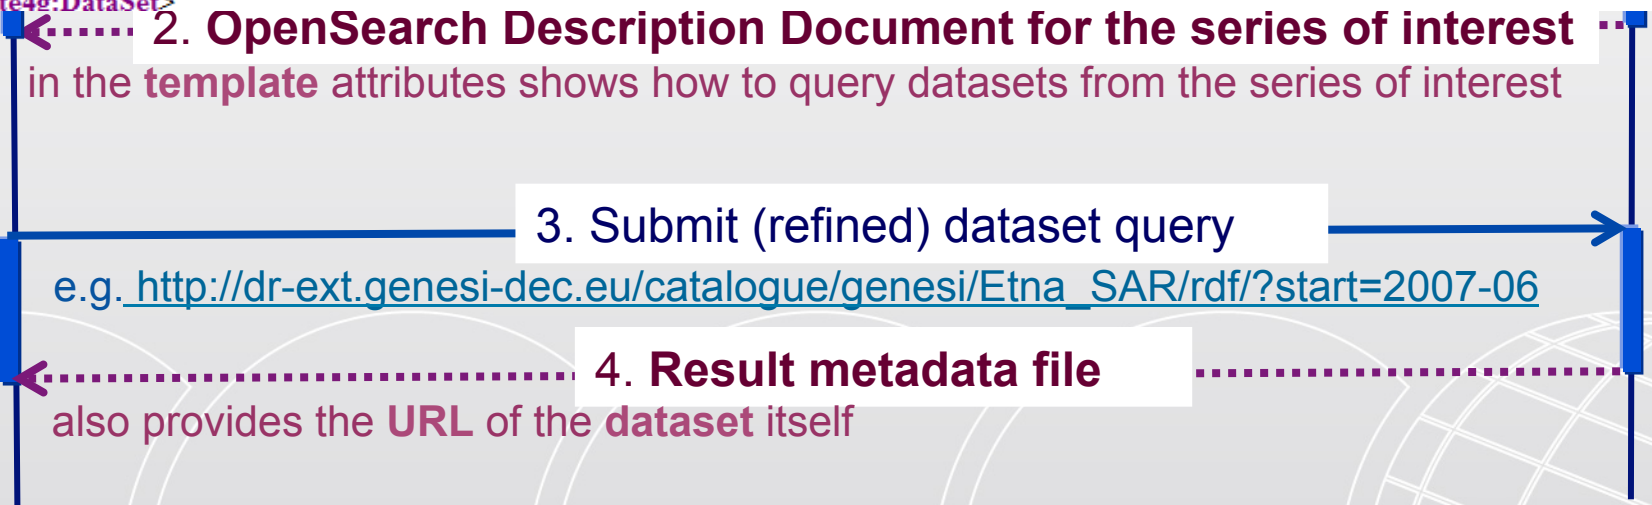 te4g:DataSet>
2. OpenSearch Description Document for the series of interest
in the template attributes shows how to query datasets from the series of interest
3. Submit (refined) dataset query
e.g. http://dr-ext.genesi-dec.eu/catalogue/genesi/Etna_SAR/rdf/?start=2007-06
4. Result metadata file
also provides the URL of the dataset itself